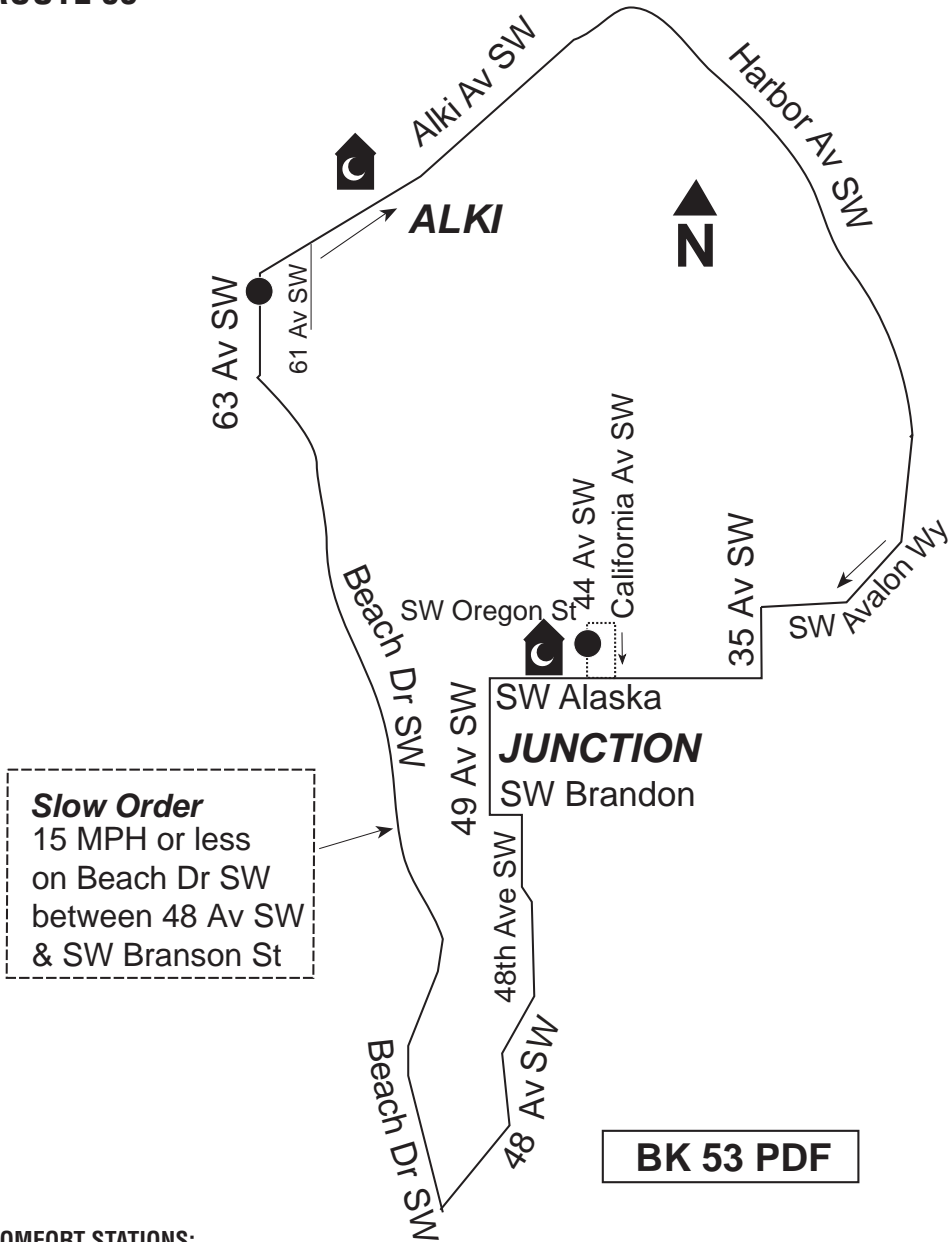 Alki Av SW
Harbor Av SW
ALKI
N
63 Av SW
61 Av SW
44 Av SW
California Av SW
35 Av SW
SW Avalon Wy
SW Oregon St
Beach Dr SW
SW Alaska
49 Av SW
JUNCTION
SW Brandon
Slow Order
15 MPH or less
on Beach Dr SW
between 48 Av SW
& SW Branson St
48th Ave SW
48 Av SW
Beach Dr SW
BK 53 PDF